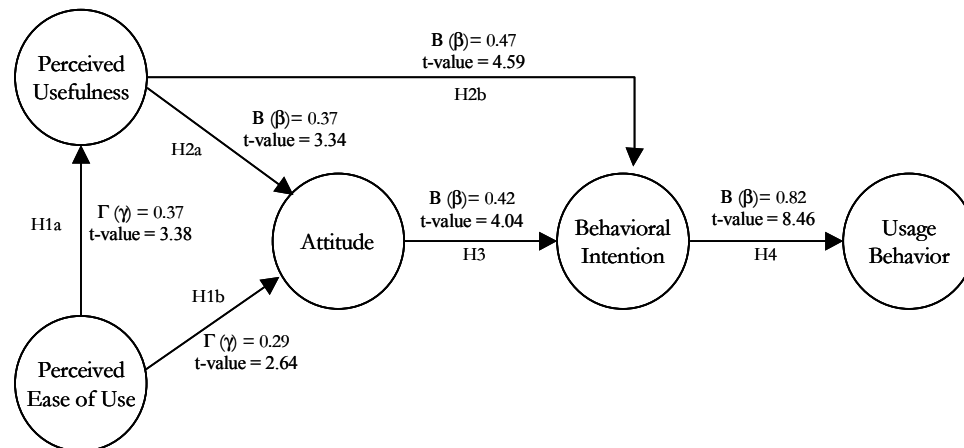 Perceived
Usefulness
B (β)= 0.47
t-value = 4.59
H2b
B (β)= 0.37
t-value = 3.34
H2a
H1a
Γ (γ) = 0.37
t-value = 3.38
Attitude
B (β)= 0.42
t-value = 4.04
H3
Behavioral
Intention
B (β)= 0.82
t-value = 8.46
H4
Usage
Behavior
H1b
Γ (γ) = 0.29
t-value = 2.64
Perceived
Ease of Use